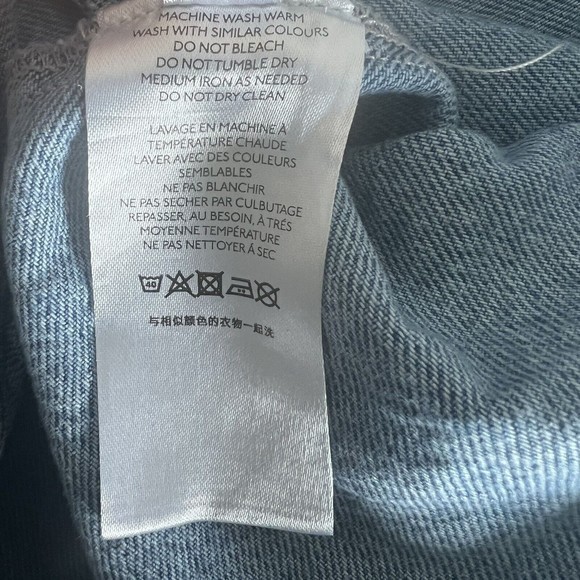 MACHINE WASH WARM
WASH WITH SIMILAR COLOURS
DO NOT BLEACH
DO NOT TUMBLE DRY
MEDIUM IRON AS NEEDED
DO NOT DRY CLEAN
LAVAGE EN MACHINE À
TEMPÉRATURE CHAUDE
LAVER AVEC DES COULEURS
SEMBLABLES
NE PAS BLANCHIR
NE PAS SECHER PAR CULBUTAGE
REPASSER, AU BESOIN, À TRÉS
MOYENNE TEMPÉRATURE
NE PAS NETTOYER À SEC
40
与相似颜色的衣物一起洗